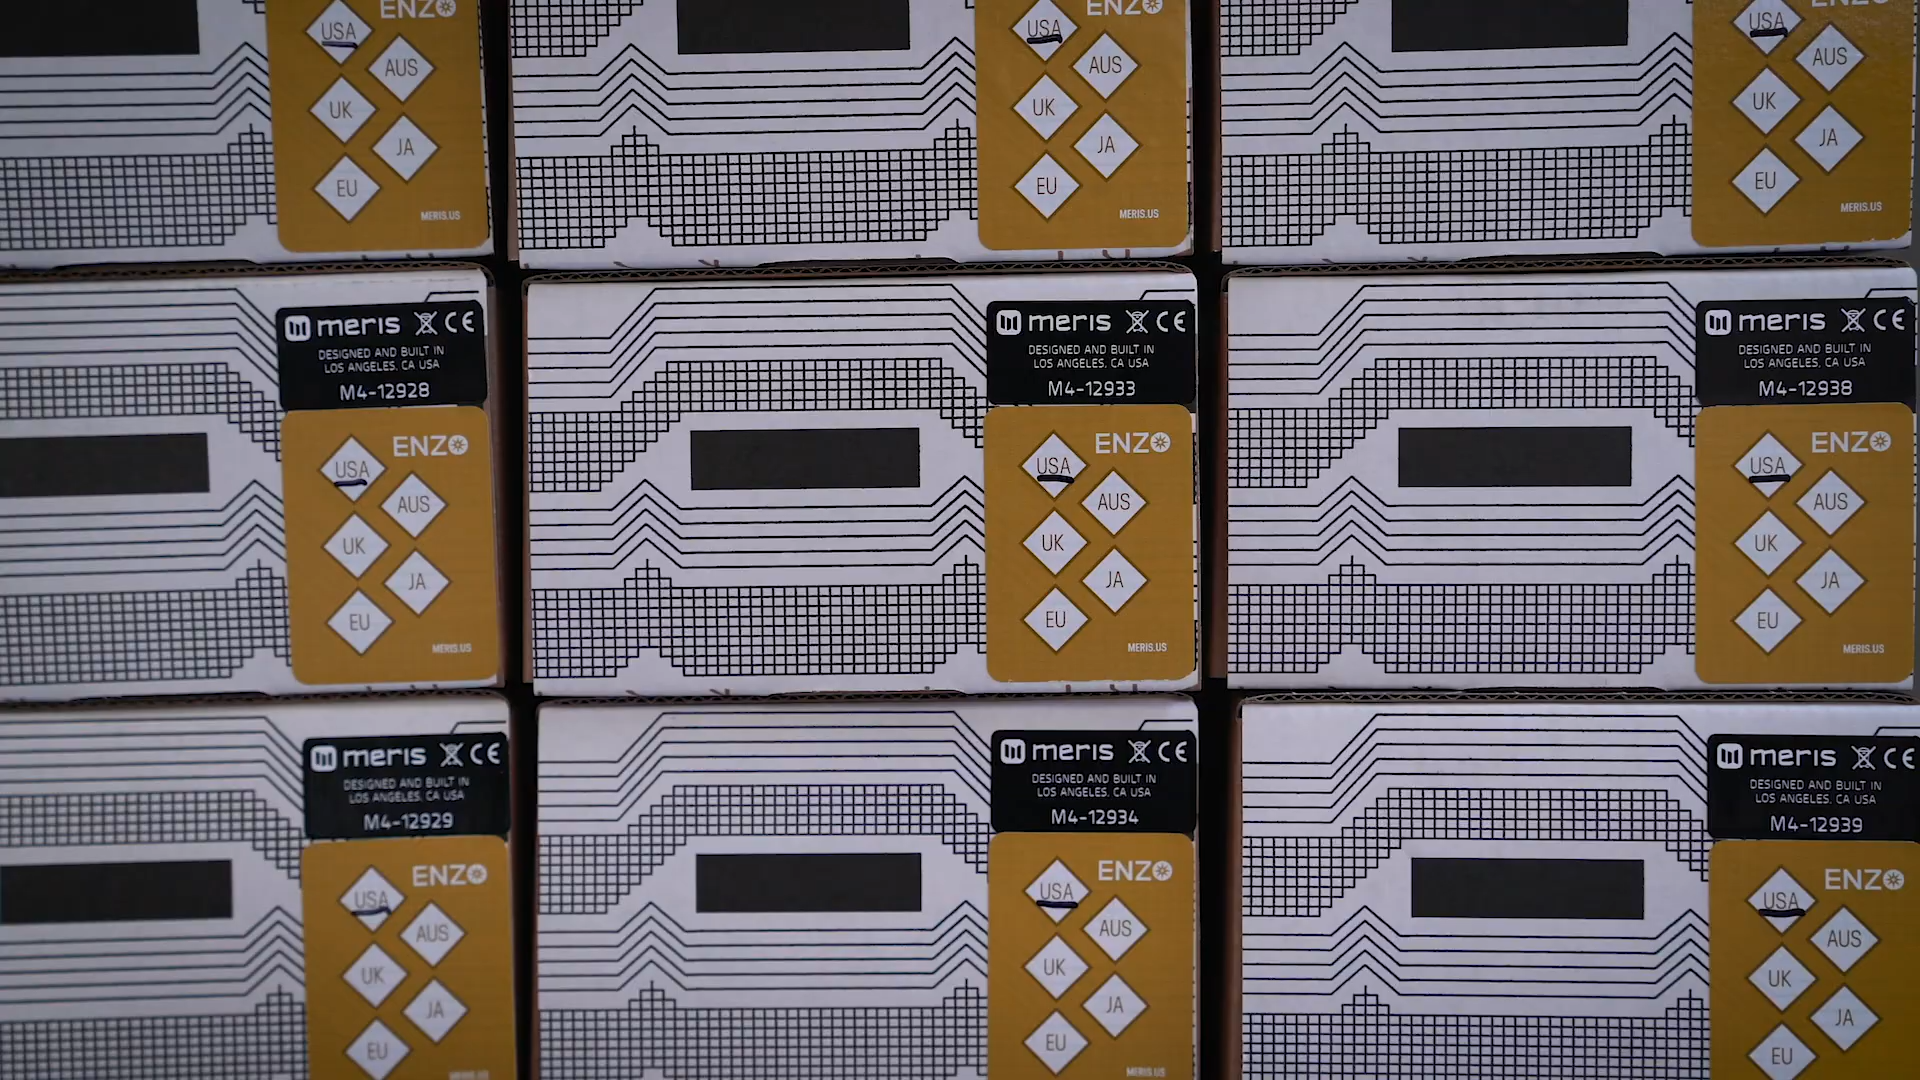 ENZO
USA
AUS
UK
JA
EU
MERIS.US
ENZO
USA
AUS
UK
JA
EU
MERIS.US
ENZO
USA
AUS
UK
JA
EU
MERIS.US
meris CE
DESIGNED AND BUILT IN
LOS ANGELES, CA USA
M4-12928
ENZO
USA
AUS
UK
JA
EU
MERIS.US
meris CE
DESIGNED AND BUILT IN
LOS ANGELES, CA USA
M4-12933
ENZO
USA
AUS
UK
JA
EU
MERIS.US
meris CE
DESIGNED AND BUILT IN
LOS ANGELES, CA USA
M4-12938
ENZO
USA
AUS
UK
JA
EU
MERIS.US
meris CE
DESIGNED AND BUILT IN
LOS ANGELES, CA USA
M4-12929
ENZO
USA
AUS
UK
JA
EU
MERIS.US
meris CE
DESIGNED AND BUILT IN
LOS ANGELES, CA USA
M4-12934
ENZO
USA
AUS
UK
JA
EU
MERIS.US
meris CE
DESIGNED AND BUILT IN
LOS ANGELES, CA USA
M4-12939
ENZO
USA
AUS
UK
JA
EU